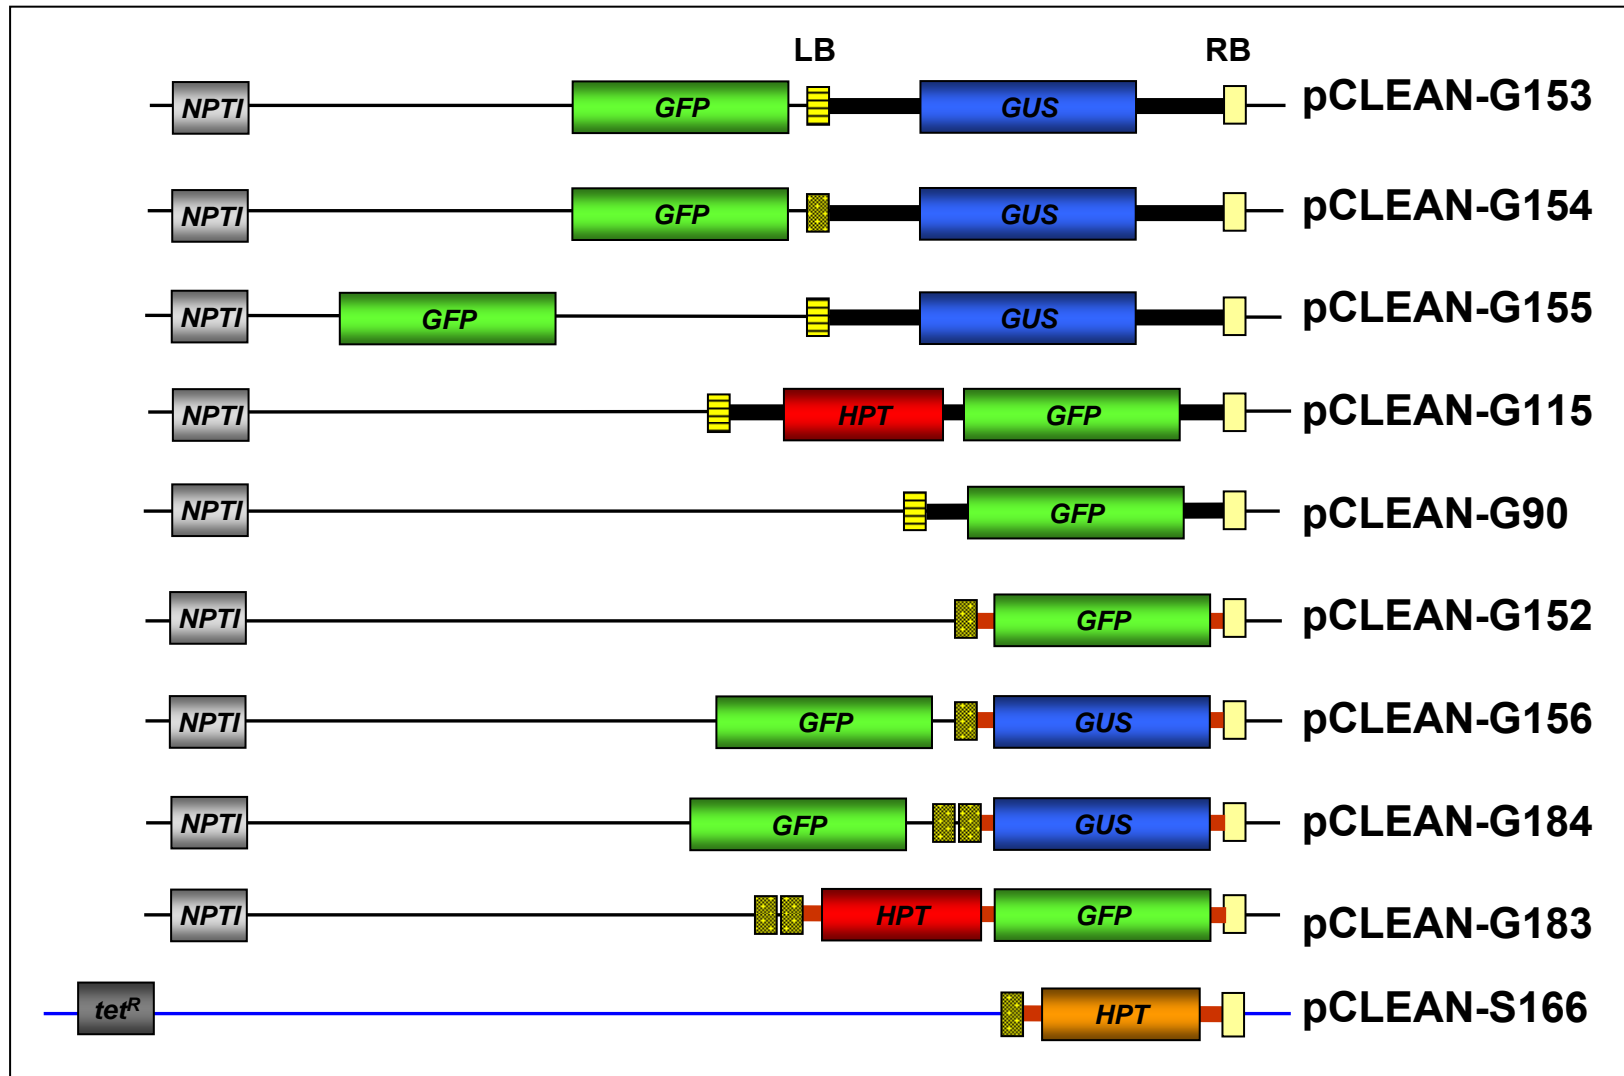 LB RB
NPTI GFP GUS pCLEAN-G153
NPTI GFP GUS pCLEAN-G154
NPTI GFP GUS pCLEAN-G155
NPTI HPT GFP pCLEAN-G115
NPTI GFP pCLEAN-G90
NPTI GFP pCLEAN-G152
NPTI GFP GUS pCLEAN-G156
NPTI GFP GUS pCLEAN-G184
NPTI HPT GFP pCLEAN-G183
tetR HPT pCLEAN-S166